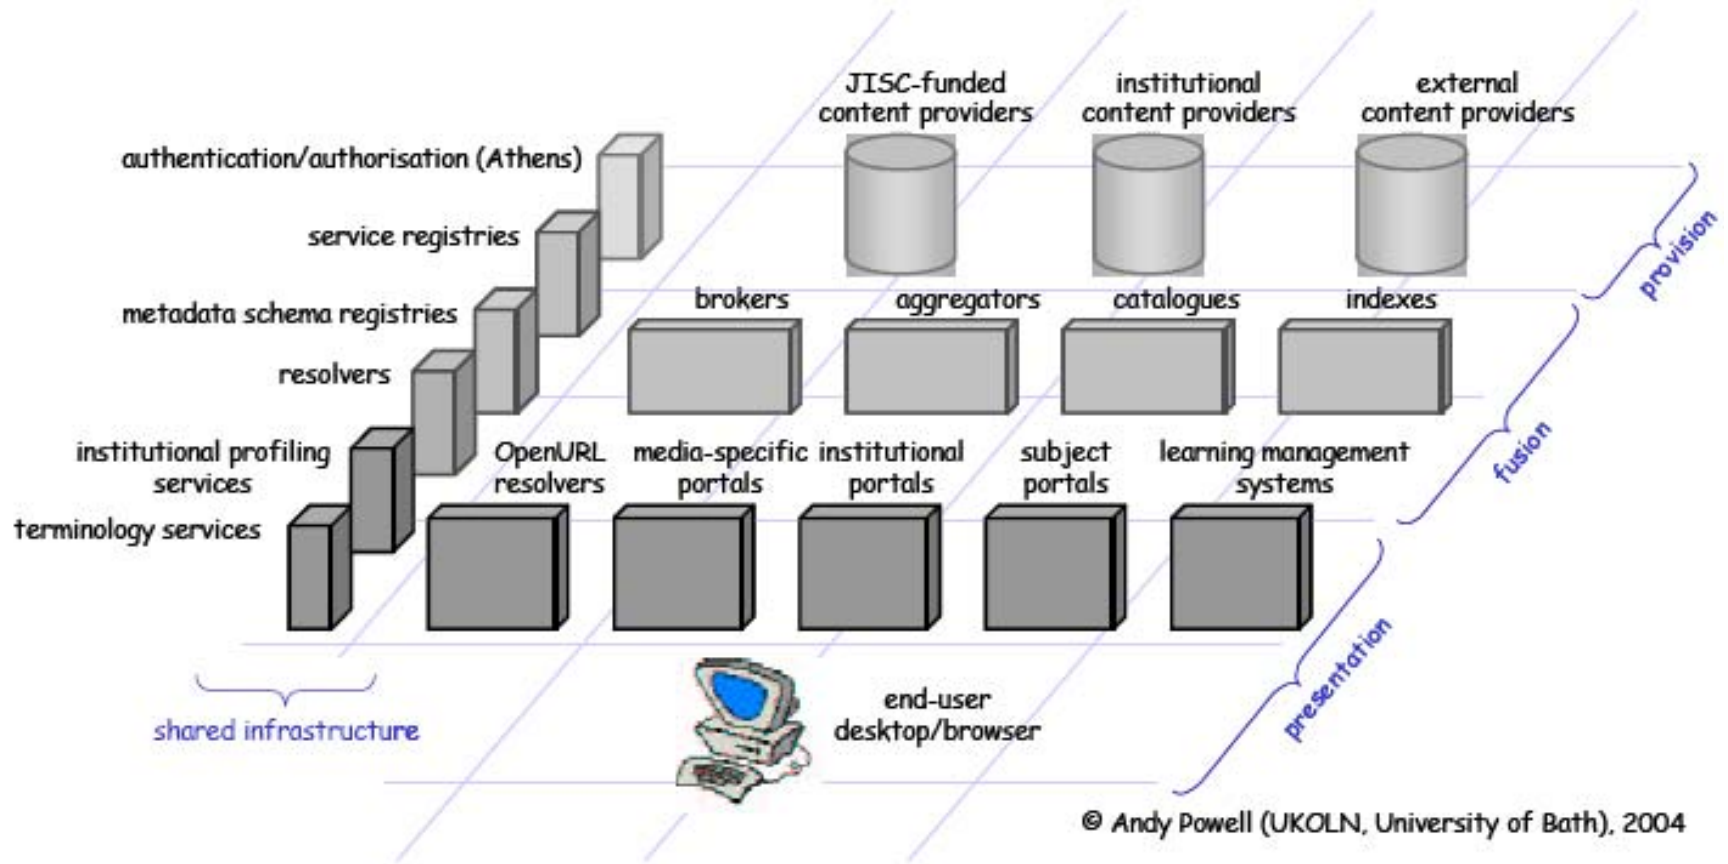 JISC-funded
content providers
institutional
content providers
external
content providers
authentication/authorisation (Athens)
service registries
provision
brokers
aggregators
catalogues
indexes
metadata schema registries
resolvers
fusion
institutional profiling
services
OpenURL
resolvers
media-specific
portals
institutional
portals
subject
portals
learning management
systems
terminology services
presentation
shared infrastructure
end-user
desktop/browser
© Andy Powell (UKOLN, University of Bath), 2004